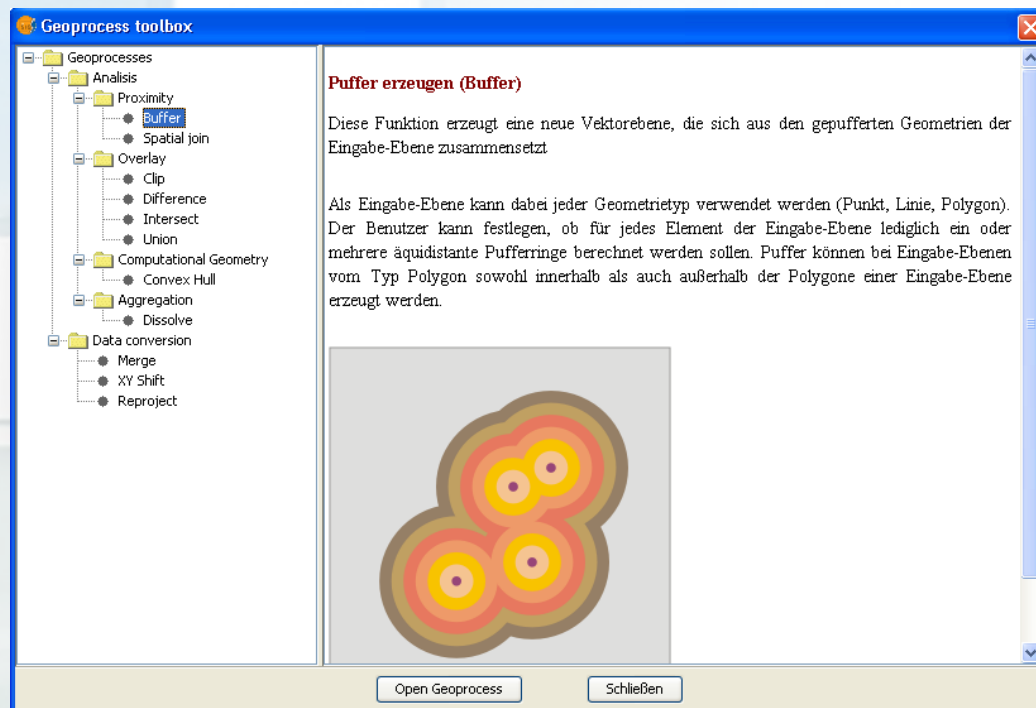 Geoprocess toolbox
Geoprocesses
Analisis
Proximity
Buffer
Spatial join
Overlay
Clip
Difference
Intersect
Union
Computational Geometry
Convex Hull
Aggregation
Dissolve
Data conversion
Merge
XY Shift
Reproject
Puffer erzeugen (Buffer)
Diese Funktion erzeugt eine neue Vektorebene, die sich aus den gepufferten Geometrien der
Eingabe-Ebene zusammensetzt
Als Eingabe-Ebene kann dabei jeder Geometrietyp verwendet werden (Punkt, Linie, Polygon).
Der Benutzer kann festlegen, ob für jedes Element der Eingabe-Ebene lediglich ein oder
mehrere äquidistante Pufferringe berechnet werden sollen. Puffer können bei Eingabe-Ebenen
vom Typ Polygon sowohl innerhalb als auch außerhalb der Polygone einer Eingabe-Ebene
erzeugt werden.
Open Geoprocess
Schließen